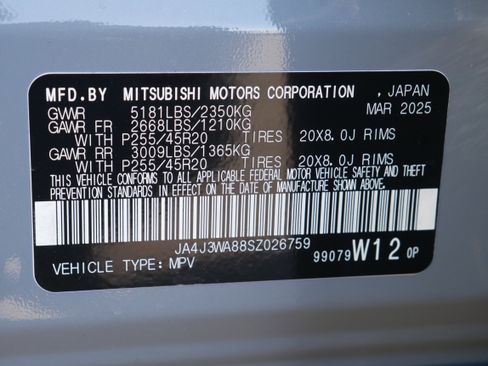 MFD.BY MITSUBISHI MOTORS CORPORATION , JAPAN
GVWR 5181LBS/2350KG MAR 2025
GAWR FR 2668LBS/1210KG
WITH P255/45R20 TIRES 20X8.0J RIMS
GAWR RR 3009LBS/1365KG
WITH P255/45R20 TIRES 20X8.0J RIMS
THIS VEHICLE CONFORMS TO ALL APPLICABLE FEDERAL MOTOR VEHICLE SAFETY AND THEFT
PREVENTION STANDARDS IN EFFECT ON THE DATE OF MANUFACTURE SHOWN ABOVE.
JA4J3WA88SZ026759
VEHICLE TYPE: MPV 99079W120P